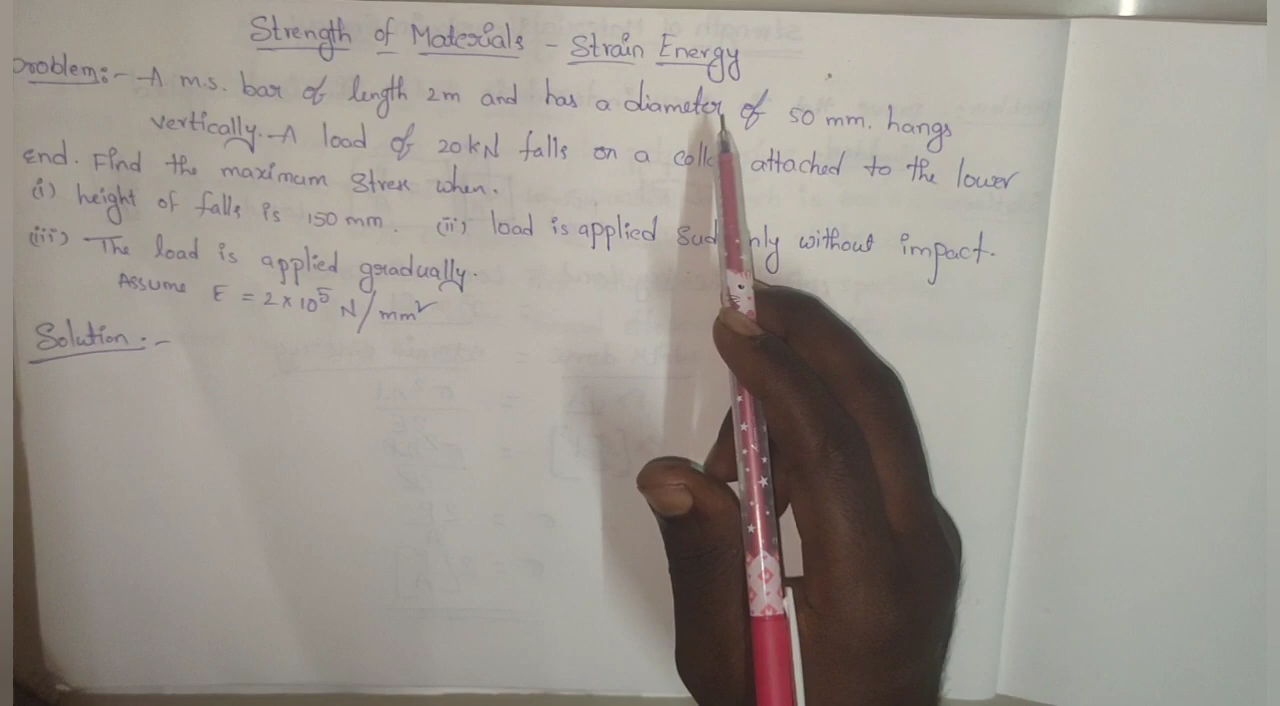 Strength of Materials - Strain Energy
problem:- A m.s. bar of length 2m and has a diameter of 50 mm. hangs
vertically. A load of 20kN falls on a coll attached to the lower
end. Find the maximum stress when.
(i) height of falls is 150 mm. (ii) load is applied sud nly without impact.
(iii) The load is applied gradually.
Assume E = 2 × 10⁵ N/mm²
Solution :-